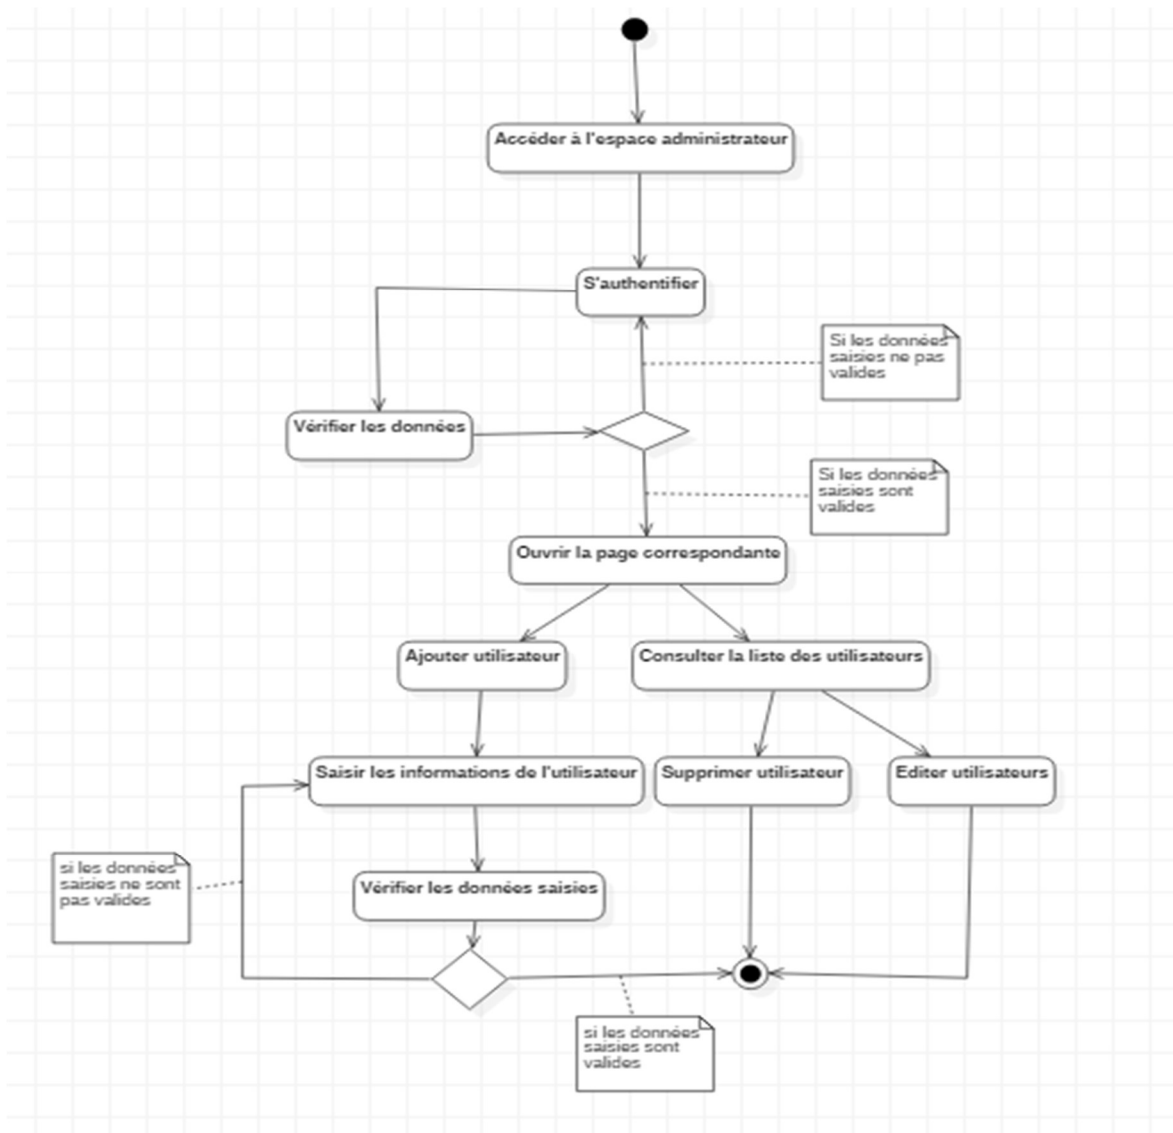 Accéder à l'espace administrateur
S'authentifier
Si les données
saisies ne pas
valides
Vérifier les données
Si les données
saisies sont
valides
Ouvrir la page correspondante
Ajouter utilisateur
Consulter la liste des utilisateurs
Saisir les informations de l'utilisateur
Supprimer utilisateur
Editer utilisateurs
si les données
saisies ne sont
pas valides
Vérifier les données saisies
si les données
saisies sont
valides